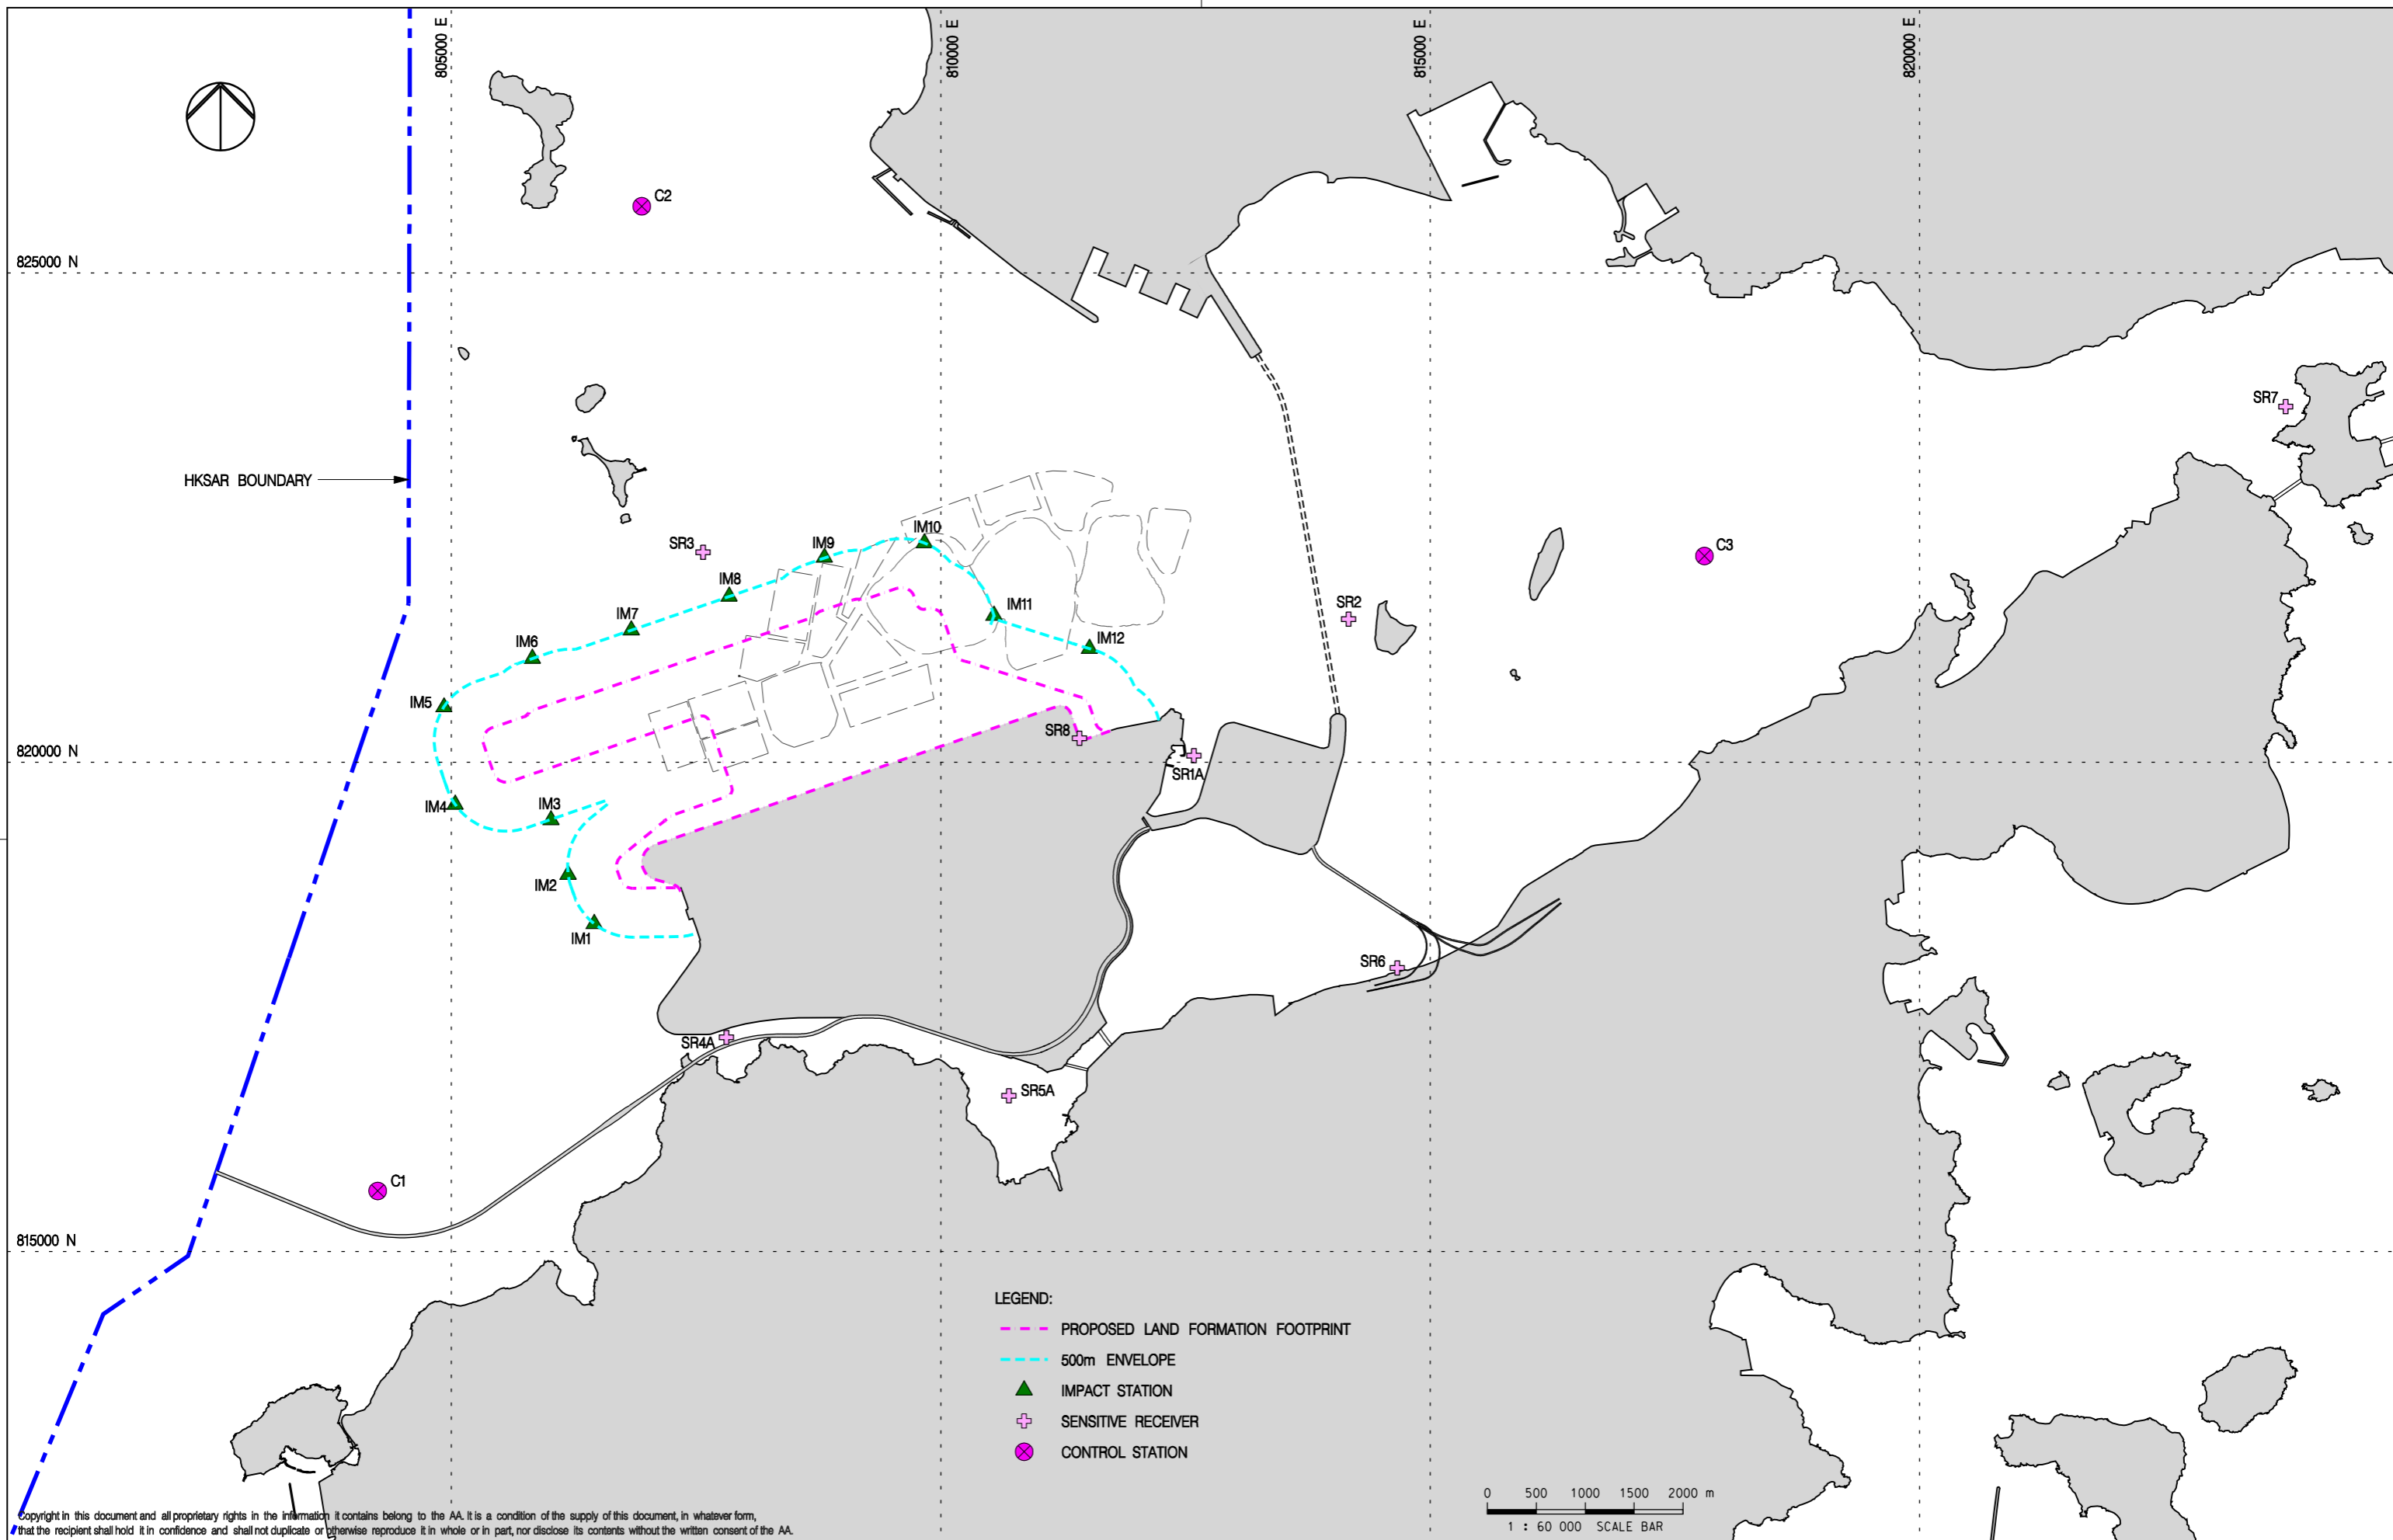 805000 E
810000 E
815000 E
820000 E
C2
825000 N
SR7
HKSAR BOUNDARY
IM10
SR3
IM9
C3
IM8
SR2
IM11
IM7
IM12
IM6
IM5
SR8
820000 N
SR1A
IM4
IM3
IM2
IM1
SR6
SR4A
SR5A
C1
815000 N
LEGEND:
PROPOSED LAND FORMATION FOOTPRINT
500m ENVELOPE
IMPACT STATION
SENSITIVE RECEIVER
CONTROL STATION
0 500 1000 1500 2000 m
1 : 60 000 SCALE BAR
Copyright in this document and all proprietary rights in the information it contains belong to the AA. It is a condition of the supply of this document, in whatever form,
that the recipient shall hold it in confidence and shall not duplicate or otherwise reproduce it in whole or in part, nor disclose its contents without the written consent of the AA.